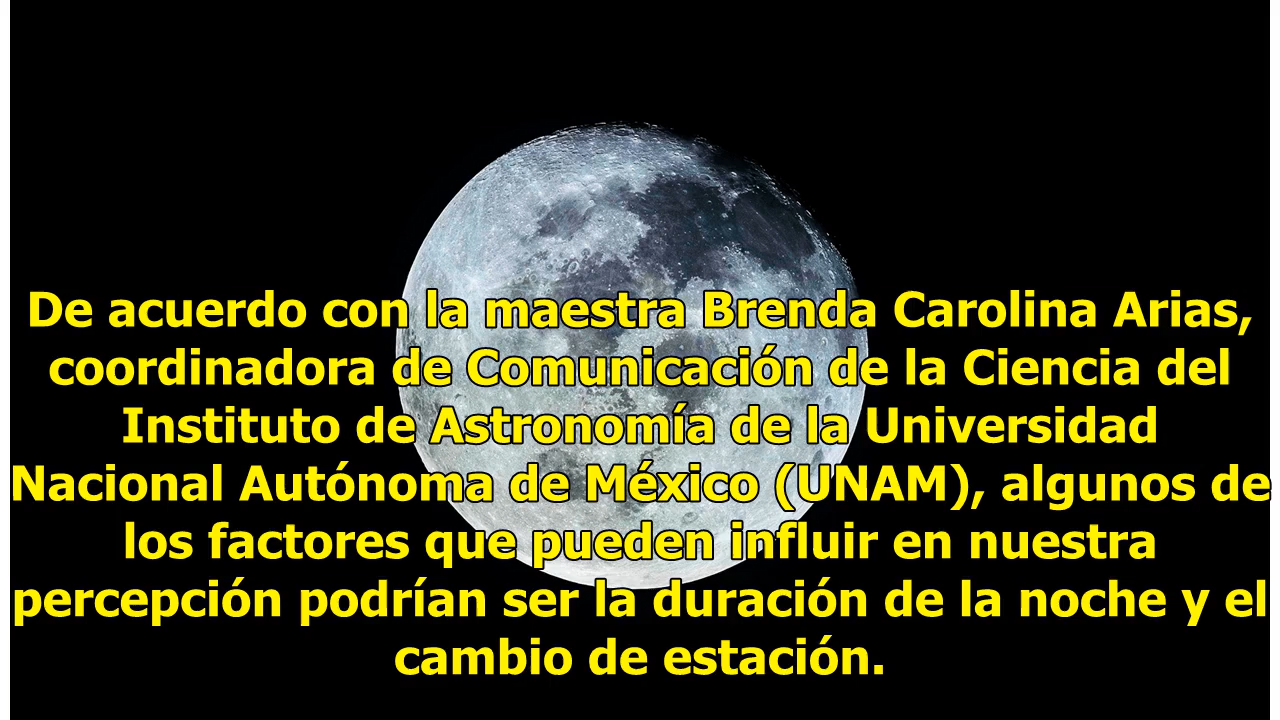 De acuerdo con la maestra Brenda Carolina Arias,
coordinadora de Comunicación de la Ciencia del
Instituto de Astronomía de la Universidad
Nacional Autónoma de México (UNAM), algunos de
los factores que pueden influir en nuestra
percepción podrían ser la duración de la noche y el
cambio de estación.